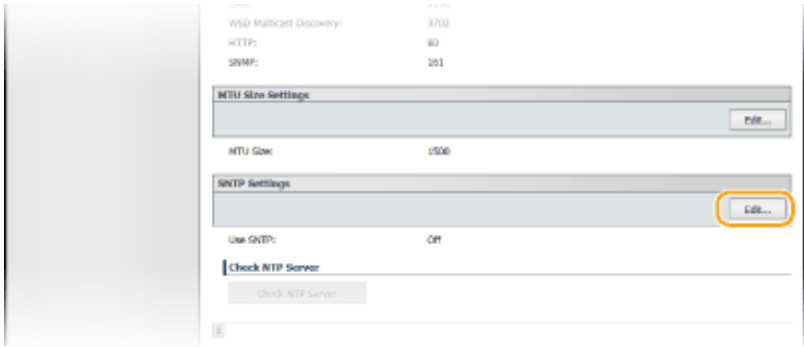 WSD Multicast Discovery: 3702
HTTP: 80
SNMP: 161
MTU Size Settings
Edit...
MTU Size: 1500
SNTP Settings
Edit...
Use SNTP: Off
Check NTP Server
Check NTP Server